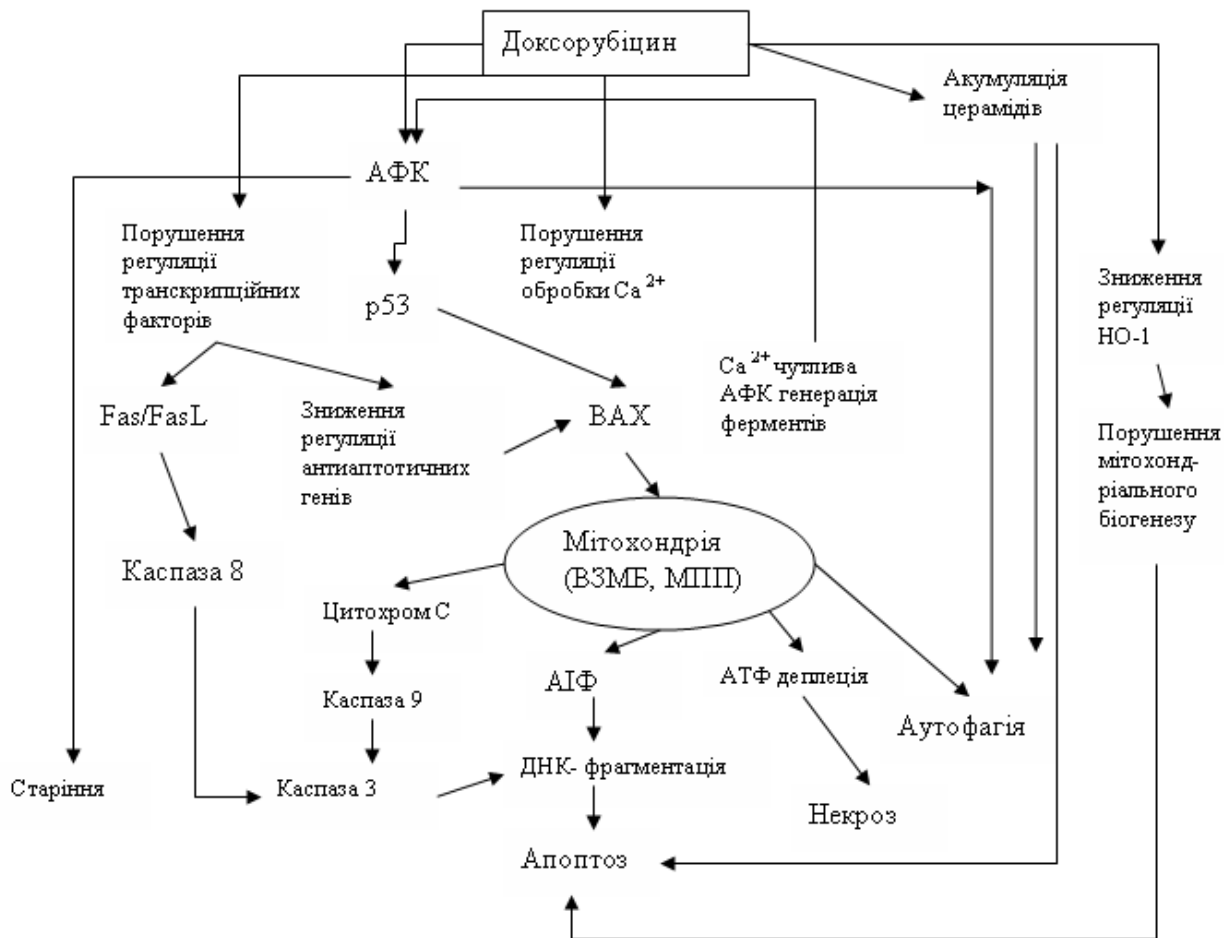 Доксорубіцин
Акумуляція
церамідів
АФК
Порушення
регуляції
транскрипційних
факторів
Порушення
регуляції
обробки Ca 2+
Зниження
регуляції
НО-1
p53
Ca 2+ чутлива
АФК генерація
ферментів
Fas/FasL
Зниження
регуляції
антиаптотичних
генів
BAX
Порушення
мітохонд-
ріального
біогенезу
Мітохондрія
(ВЗМБ, МПП)
Каспаза 8
Цитохром С
АІФ
АТФ деплеція
Каспаза 9
Аутофагія
Старіння
Каспаза 3
ДНК- фрагментація
Некроз
Апоптоз